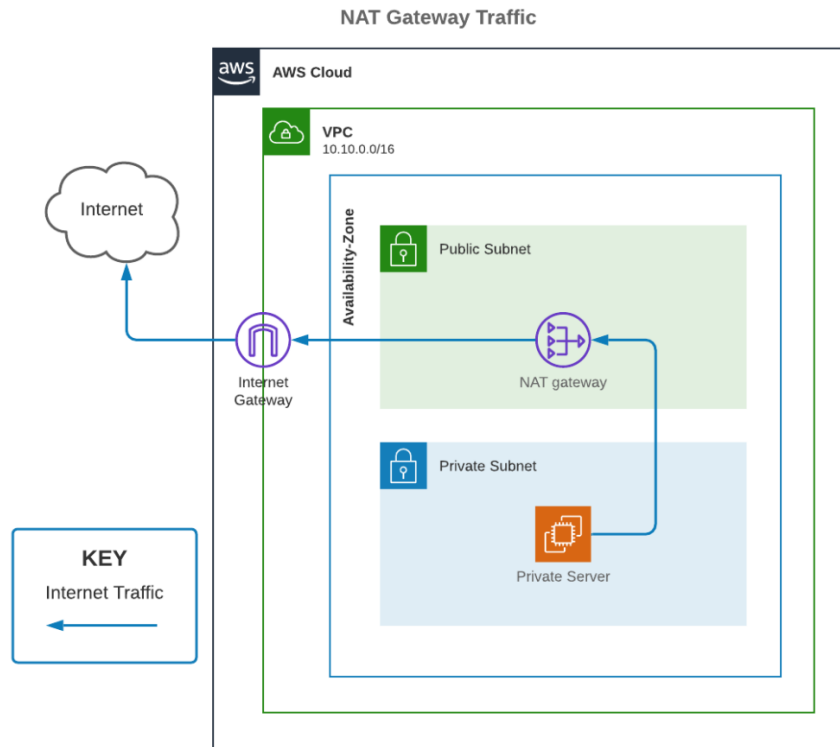 NAT Gateway Traffic
aws
AWS Cloud
VPC
10.10.0.0/16
Internet
Availability-Zone
Public Subnet
NAT gateway
Internet
Gateway
Private Subnet
Private Server
KEY
Internet Traffic